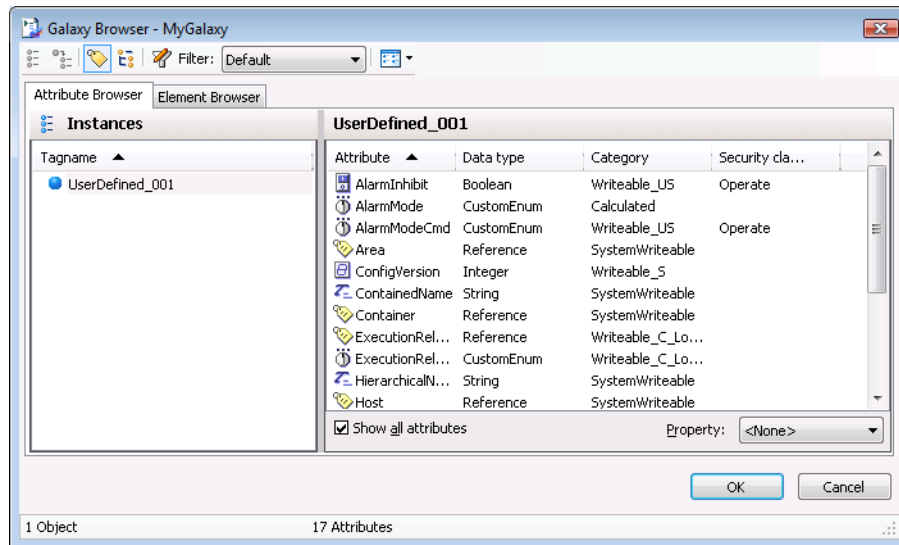 Galaxy Browser - MyGalaxy
Filter: Default
Attribute Browser Element Browser
Instances UserDefined_001
Tagname Attribute Data type Category Security cla...
UserDefined_001 AlarmInhibit Boolean Writeable_US Operate
AlarmMode CustomEnum Calculated
AlarmModeCmd CustomEnum Writeable_US Operate
Area Reference SystemWriteable
ConfigVersion Integer Writeable_S
ContainedName String SystemWriteable
Container Reference SystemWriteable
ExecutionRel... Reference Writeable_C_Lo...
ExecutionRel... CustomEnum Writeable_C_Lo...
HierarchicalN... String SystemWriteable
Host Reference SystemWriteable
Show all attributes Property: <None>
OK Cancel
1 Object 17 Attributes